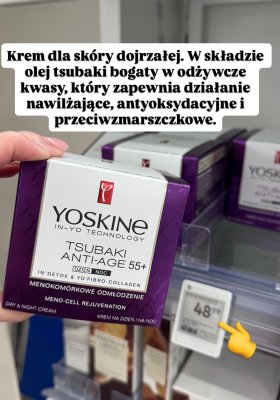 Krem dla skóry dojrzałej. W składzie
olej tsubaki bogaty w odżywcze
kwasy, który zapewnia działanie
nawilżające, antyoksydacyjne i
przeciwzmarszczkowe.
YOSKINE
IN-YO TECHNOLOGY
TSUBAKI
ANTI-AGE 55+
DZIEŃ NOC
IN'DETOX & YO'FIBRO-COLLAGEN
MENOKOMÓRKOWE ODMŁODZENIE
MENO-CELL REJUVENATION
DAY & NIGHT CREAM
KREM NA DZIEŃ I NA NOC
48